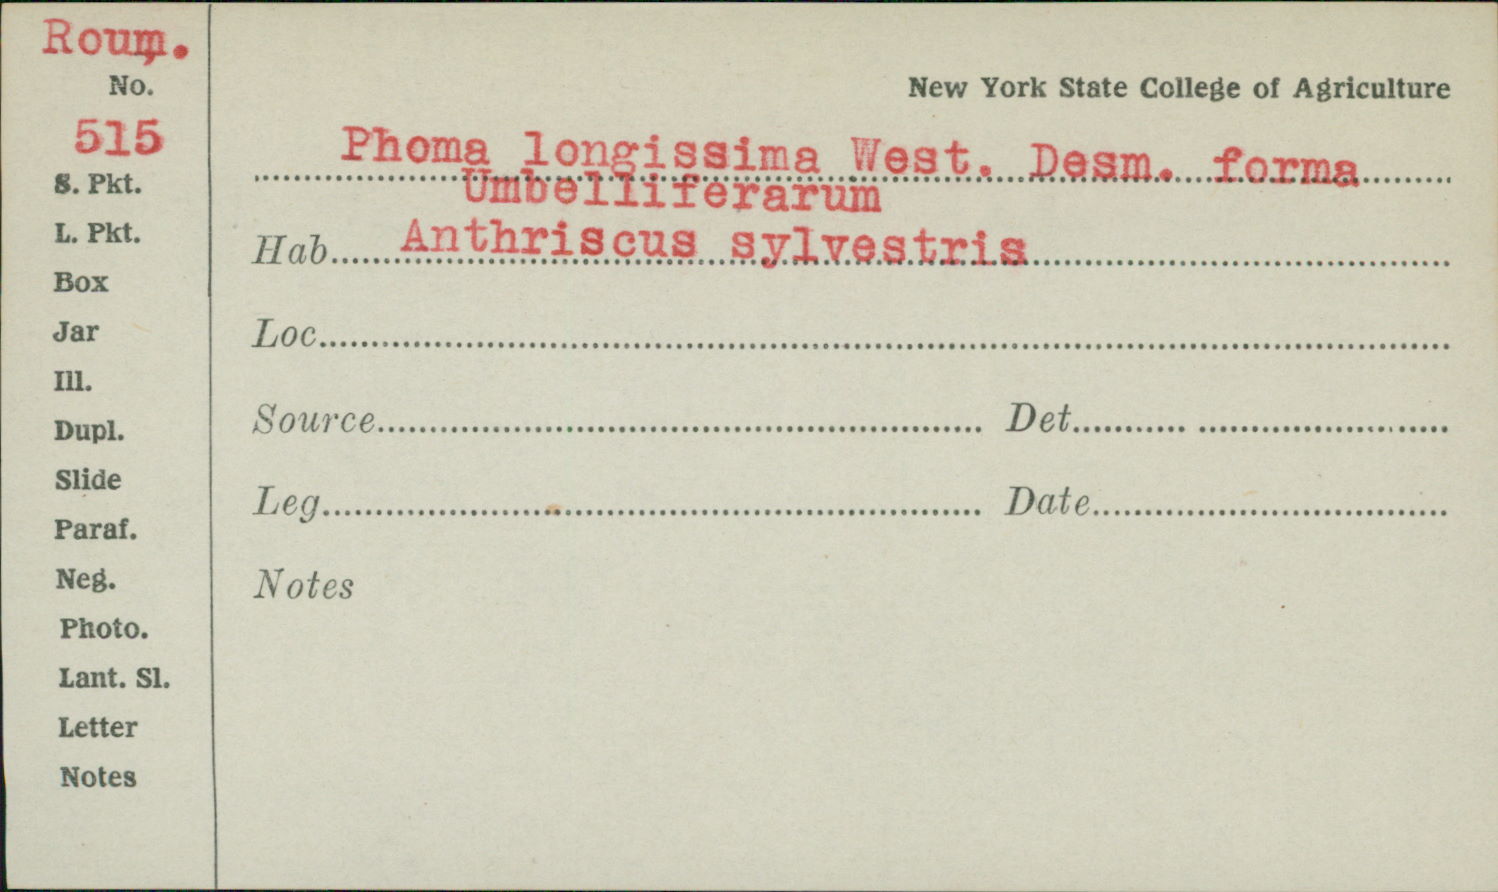 Roum.
No.
515
S. Pkt.
L. Pkt.
Box
Jar
Ill.
Dupl.
Slide
Paraf.
Neg.
Photo.
Lant. Sl.
Letter
Notes
New York State College of Agriculture
Phoma longissima West. Desm. forma
Umbelliferarum
Hab. Anthriscus sylvestris
Loc.
Source Det.
Leg. Date
Notes